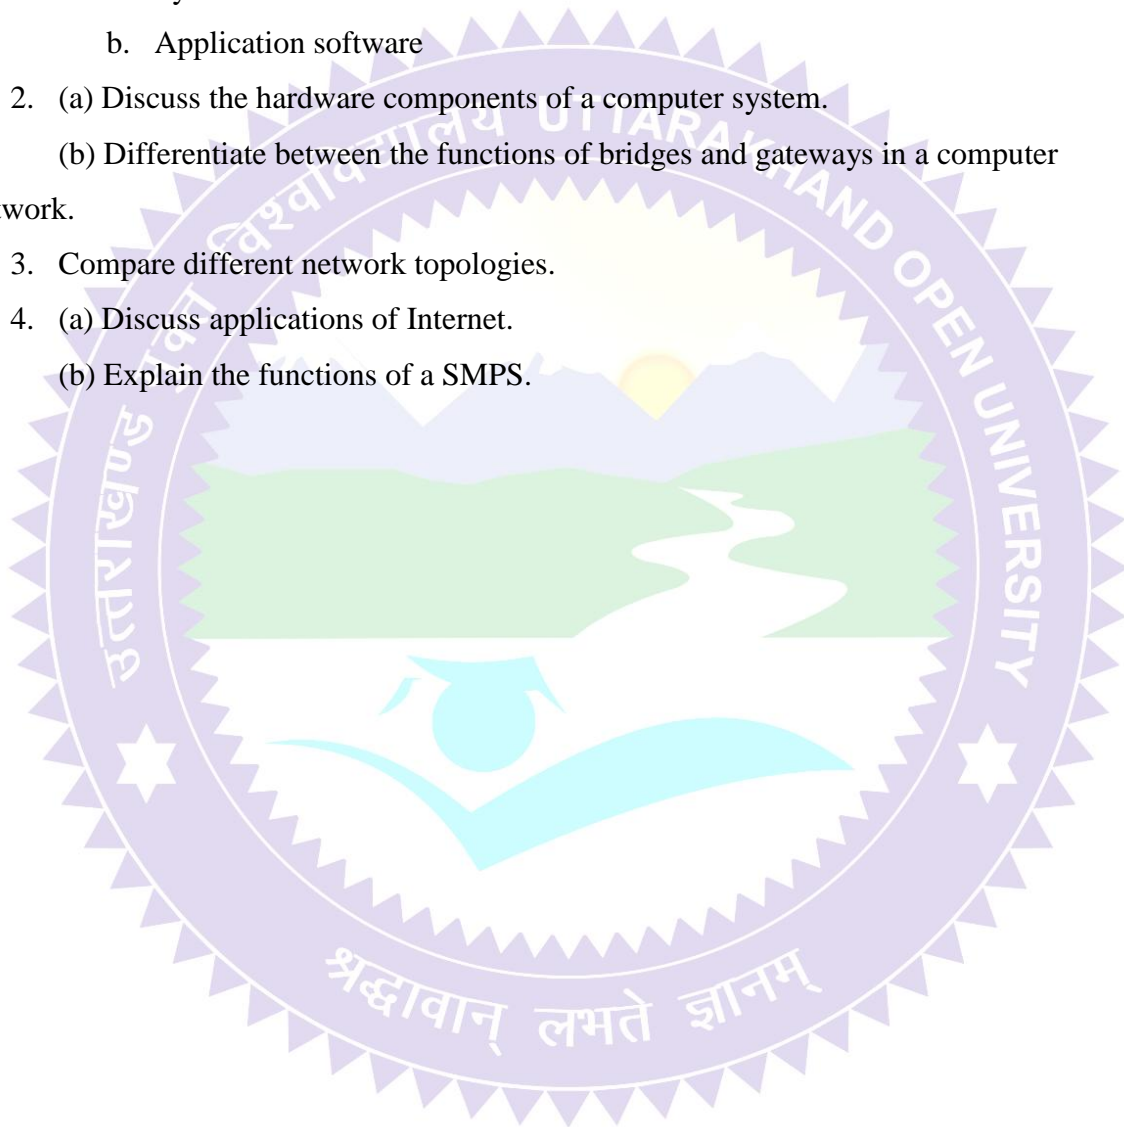 b. Application software
2. (a) Discuss the hardware components of a computer system.
(b) Differentiate between the functions of bridges and gateways in a computer
work.
3. Compare different network topologies.
4. (a) Discuss applications of Internet.
(b) Explain the functions of a SMPS.
उत्तराखण्ड मुक्त विश्वविद्यालय UTTARAKHAND OPEN UNIVERSITY
श्रद्धावान् लभते ज्ञानम्